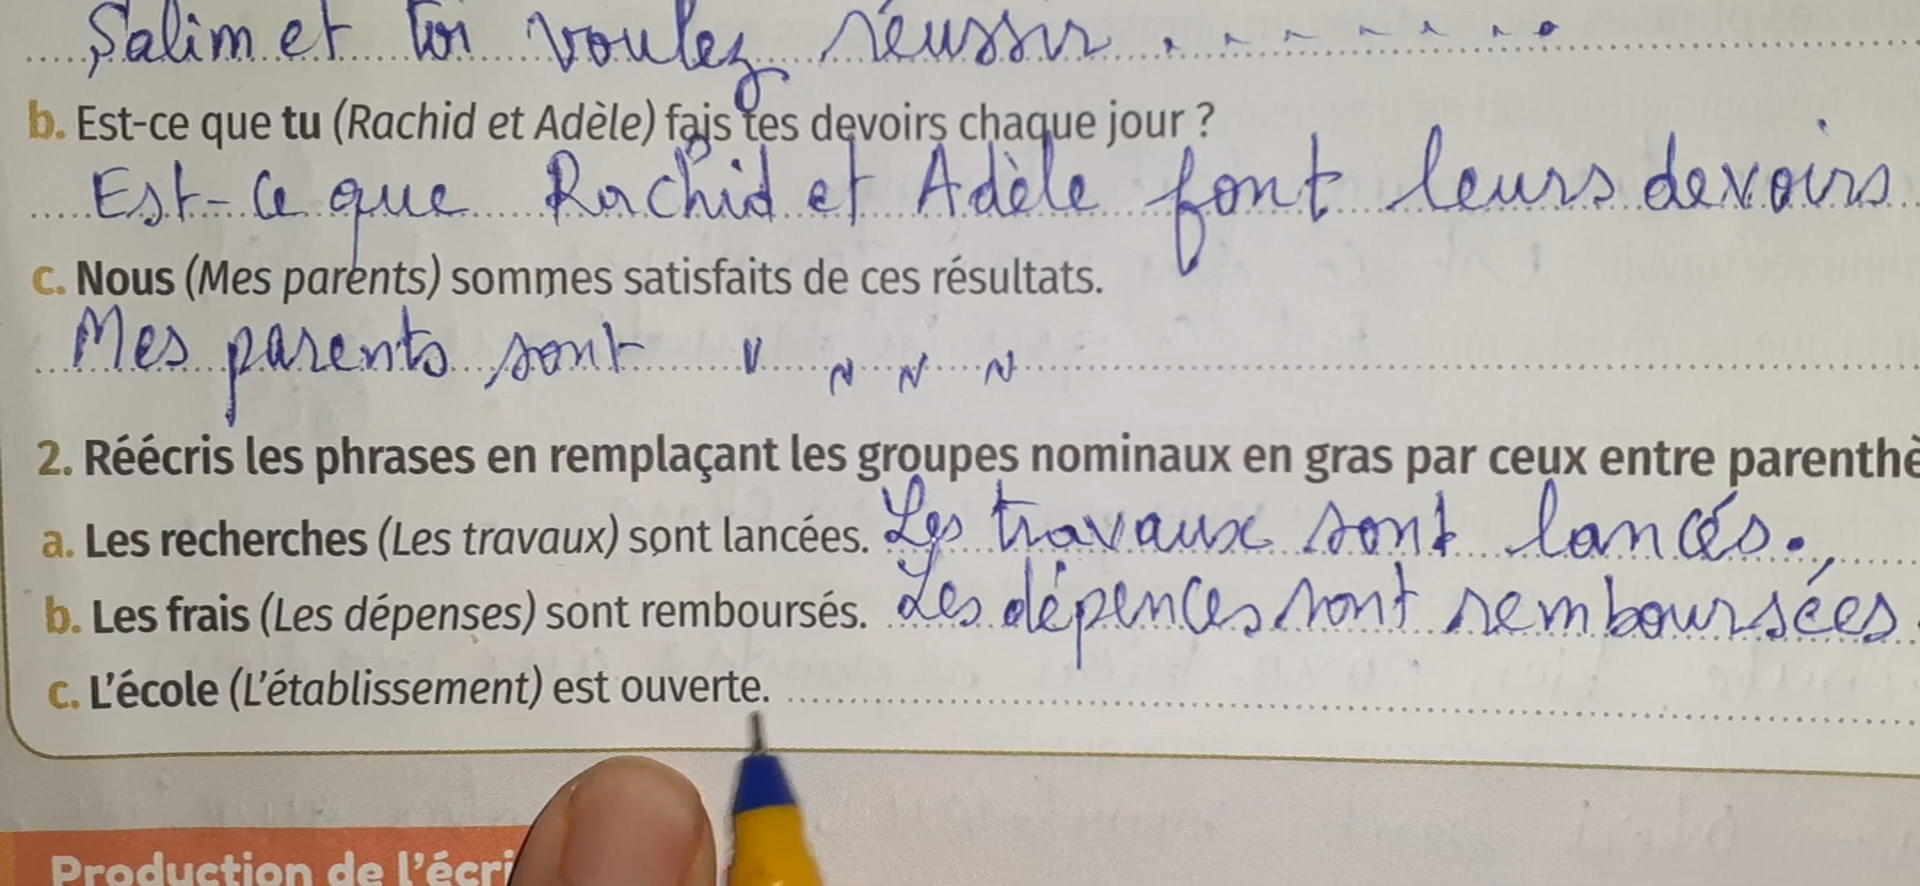 Salim et toi voulez réussir .
b. Est-ce que tu (Rachid et Adèle) fais tes devoirs chaque jour ?
Est-ce que Rachid et Adèle font leurs devoirs
c. Nous (Mes parents) sommes satisfaits de ces résultats.
Mes parents sont
2. Réécris les phrases en remplaçant les groupes nominaux en gras par ceux entre parenthè
a. Les recherches (Les travaux) sont lancées. Les travaux sont lancés.
b. Les frais (Les dépenses) sont remboursés. Les dépences sont remboursées.
c. L'école (L'établissement) est ouverte.
Production de l'écri